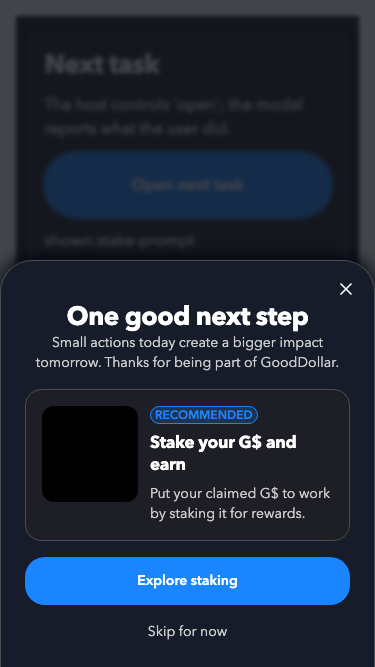 Next task
The host controls `open`; the modal
reports what the user did.
Open next task
shown:stake-prompt
One good next step
Small actions today create a bigger impact
tomorrow. Thanks for being part of GoodDollar.
RECOMMENDED
Stake your G$ and
earn
Put your claimed G$ to work
by staking it for rewards.
Explore staking
Skip for now